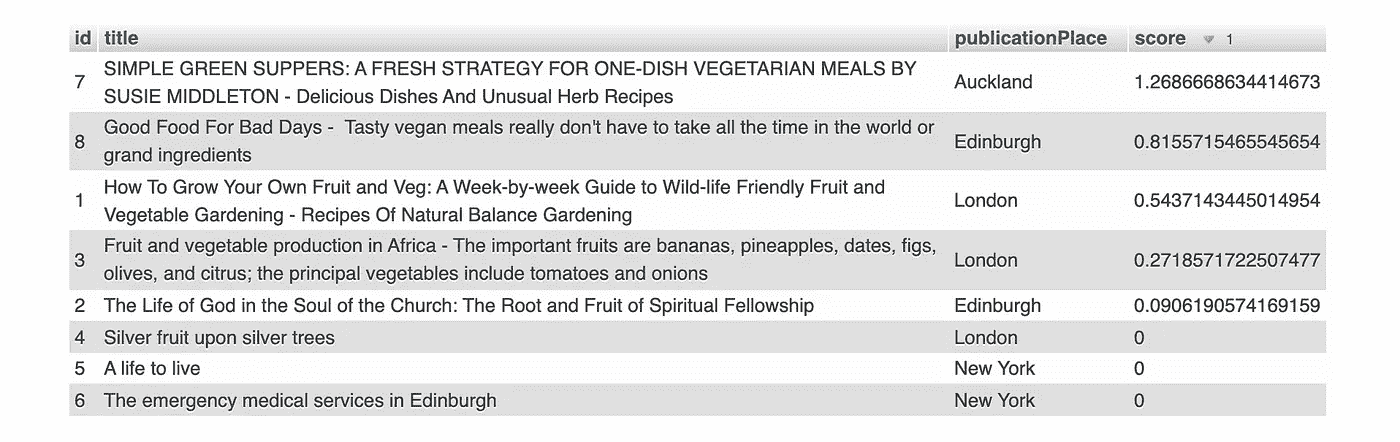 id title publicationPlace score 1
7 SIMPLE GREEN SUPPERS: A FRESH STRATEGY FOR ONE-DISH VEGETARIAN MEALS BY
SUSIE MIDDLETON - Delicious Dishes And Unusual Herb Recipes Auckland 1.2686668634414673
8 Good Food For Bad Days -  Tasty vegan meals really don't have to take all the time in the world or
grand ingredients Edinburgh 0.8155715465545654
1 How To Grow Your Own Fruit and Veg: A Week-by-week Guide to Wild-life Friendly Fruit and
Vegetable Gardening - Recipes Of Natural Balance Gardening London 0.5437143445014954
3 Fruit and vegetable production in Africa - The important fruits are bananas, pineapples, dates, figs,
olives, and citrus; the principal vegetables include tomatoes and onions London 0.2718571722507477
2 The Life of God in the Soul of the Church: The Root and Fruit of Spiritual Fellowship Edinburgh 0.0906190574169159
4 Silver fruit upon silver trees London 0
5 A life to live New York 0
6 The emergency medical services in Edinburgh New York 0